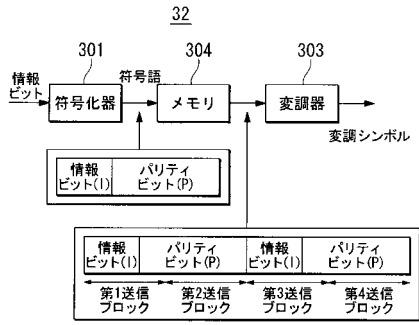 32
301
304
303
情報
ビット
符号化器
符号語
メモリ
変調器
変調シンボル
情報
ビット(I)
パリティ
ビット(P)
情報
ビット(I)
パリティ
ビット(P)
情報
ビット(I)
パリティ
ビット(P)
第1送信
ブロック
第2送信
ブロック
第3送信
ブロック
第4送信
ブロック